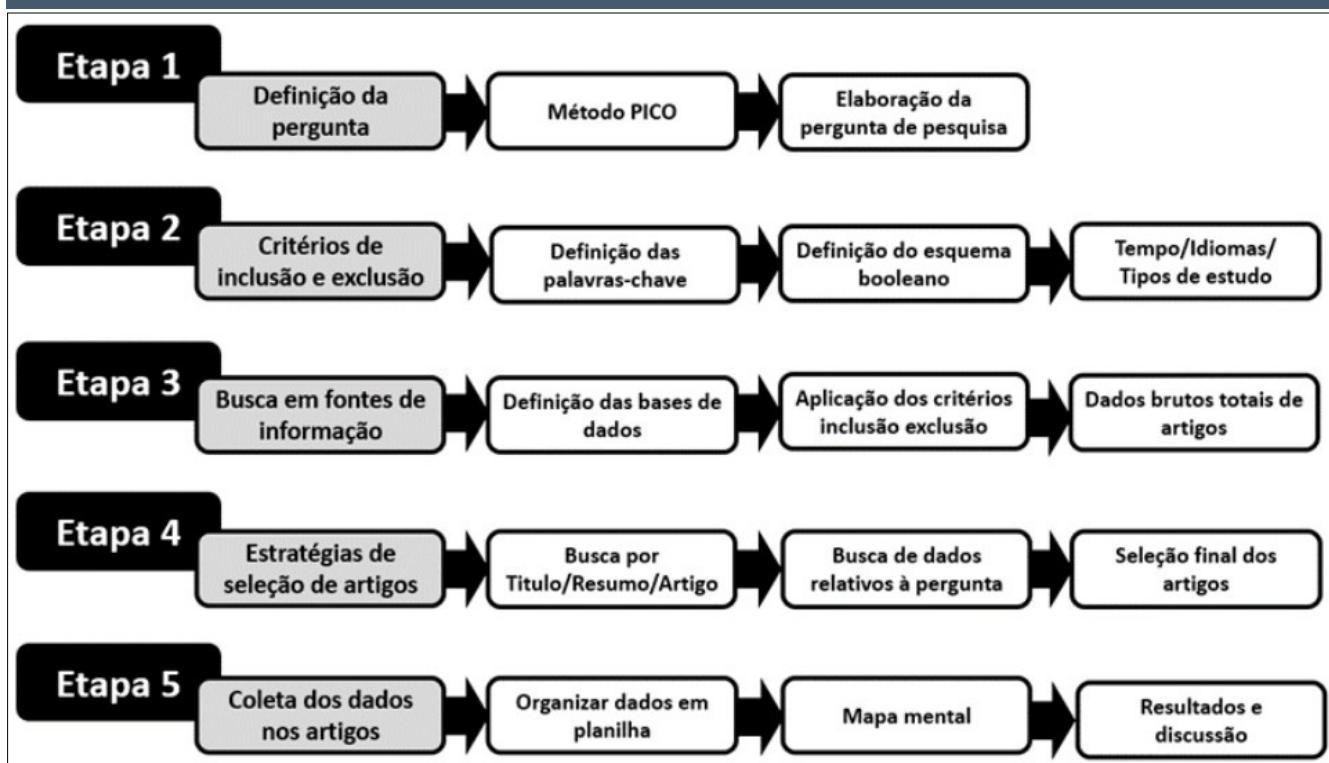 Etapa 1
Definição da
pergunta
Método PICO
Elaboração da
pergunta de pesquisa
Etapa 2
Critérios de
inclusão e exclusão
Definição das
palavras-chave
Definição do esquema
booleano
Tempo/Idiomas/
Tipos de estudo
Etapa 3
Busca em fontes de
informação
Definição das bases de
dados
Aplicação dos critérios
inclusão exclusão
Dados brutos totais de
artigos
Etapa 4
Estratégias de
seleção de artigos
Busca por
Titulo/Resumo/Artigo
Busca de dados
relativos à pergunta
Seleção final dos
artigos
Etapa 5
Coleta dos dados
nos artigos
Organizar dados em
planilha
Mapa mental
Resultados e
discussão